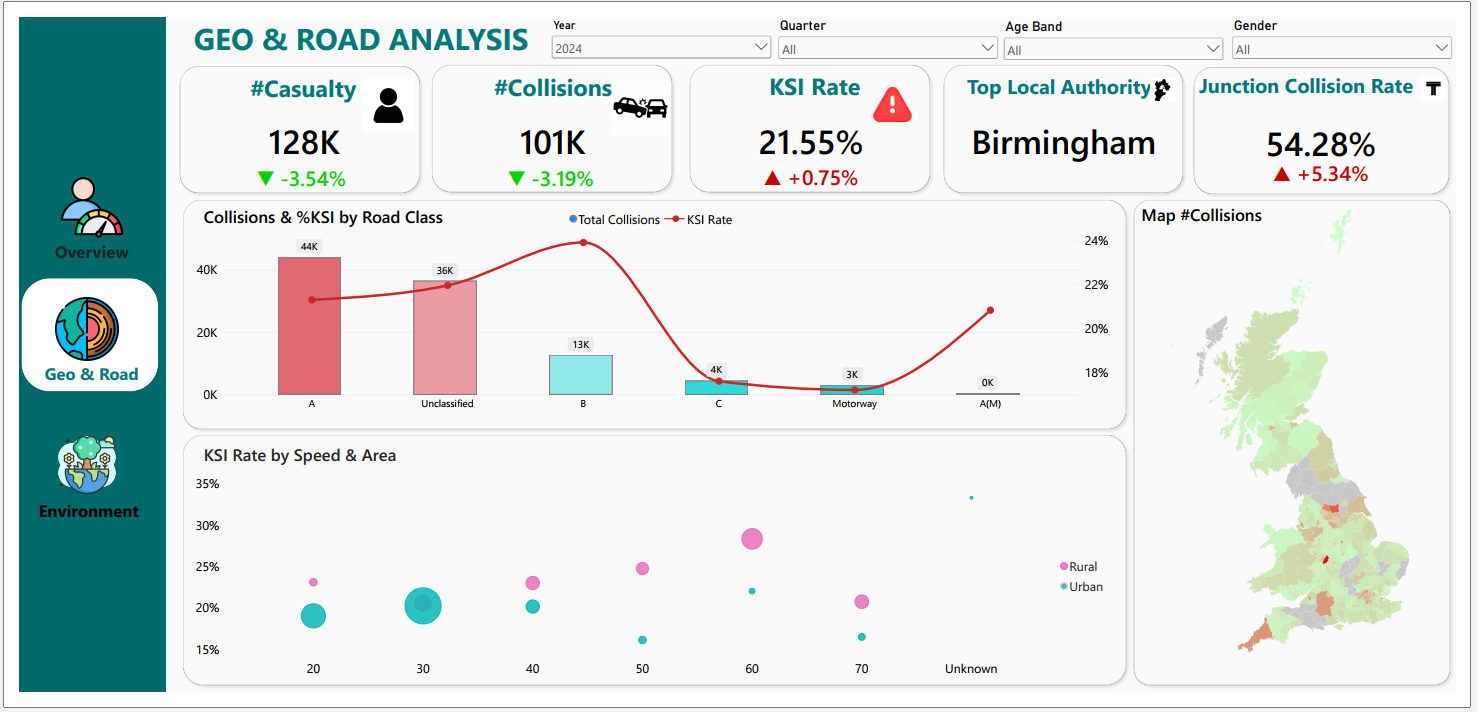 GEO & ROAD ANALYSIS
Year
2024
Quarter
All
Age Band
All
Gender
All
#Casualty
128K
▼ -3.54%
#Collisions
101K
▼ -3.19%
KSI Rate
21.55%
▲ +0.75%
Top Local Authority
Birmingham
Junction Collision Rate
54.28%
▲ +5.34%
Overview
Geo & Road
Environment
Collisions & %KSI by Road Class
Total Collisions KSI Rate
44K
36K
13K
4K
3K
0K
40K
20K
0K
24%
22%
20%
18%
A Unclassified B C Motorway A(M)
KSI Rate by Speed & Area
35%
30%
25%
20%
15%
20 30 40 50 60 70 Unknown
Rural
Urban
Map #Collisions